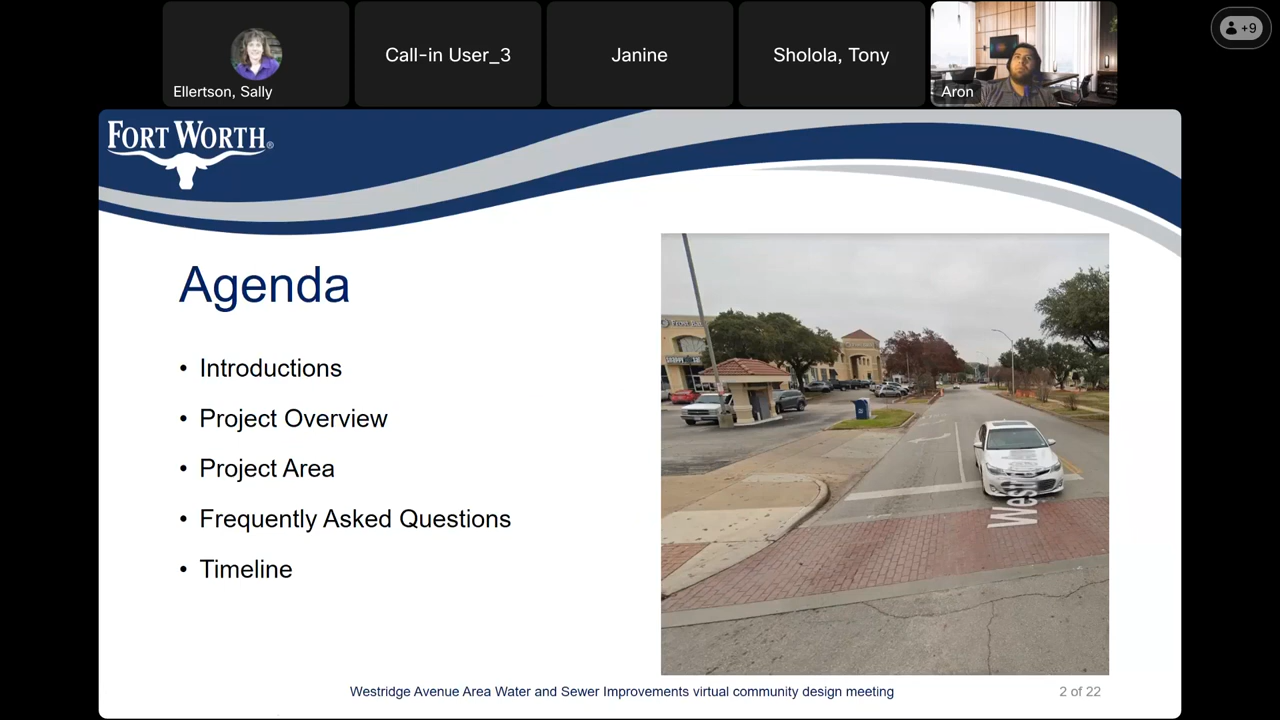 +9
Call-in User_3
Janine
Sholola, Tony
Ellertson, Sally
Aron
FORT WORTH®
Agenda
• Introductions
• Project Overview
• Project Area
• Frequently Asked Questions
• Timeline
West
Westridge Avenue Area Water and Sewer Improvements virtual community design meeting
2 of 22